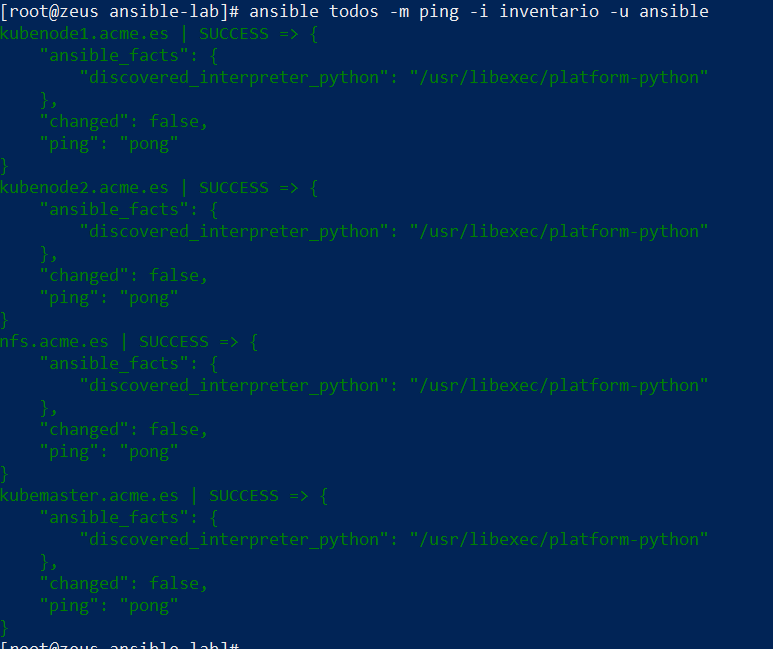 [root@zeus ansible-lab]# ansible todos -m ping -i inventario -u ansible
kubenode1.acme.es | SUCCESS => {
    "ansible_facts": {
        "discovered_interpreter_python": "/usr/libexec/platform-python"
    },
    "changed": false,
    "ping": "pong"
}
kubenode2.acme.es | SUCCESS => {
    "ansible_facts": {
        "discovered_interpreter_python": "/usr/libexec/platform-python"
    },
    "changed": false,
    "ping": "pong"
}
nfs.acme.es | SUCCESS => {
    "ansible_facts": {
        "discovered_interpreter_python": "/usr/libexec/platform-python"
    },
    "changed": false,
    "ping": "pong"
}
kubemaster.acme.es | SUCCESS => {
    "ansible_facts": {
        "discovered_interpreter_python": "/usr/libexec/platform-python"
    },
    "changed": false,
    "ping": "pong"
}
[root@zeus ansible-lab]#